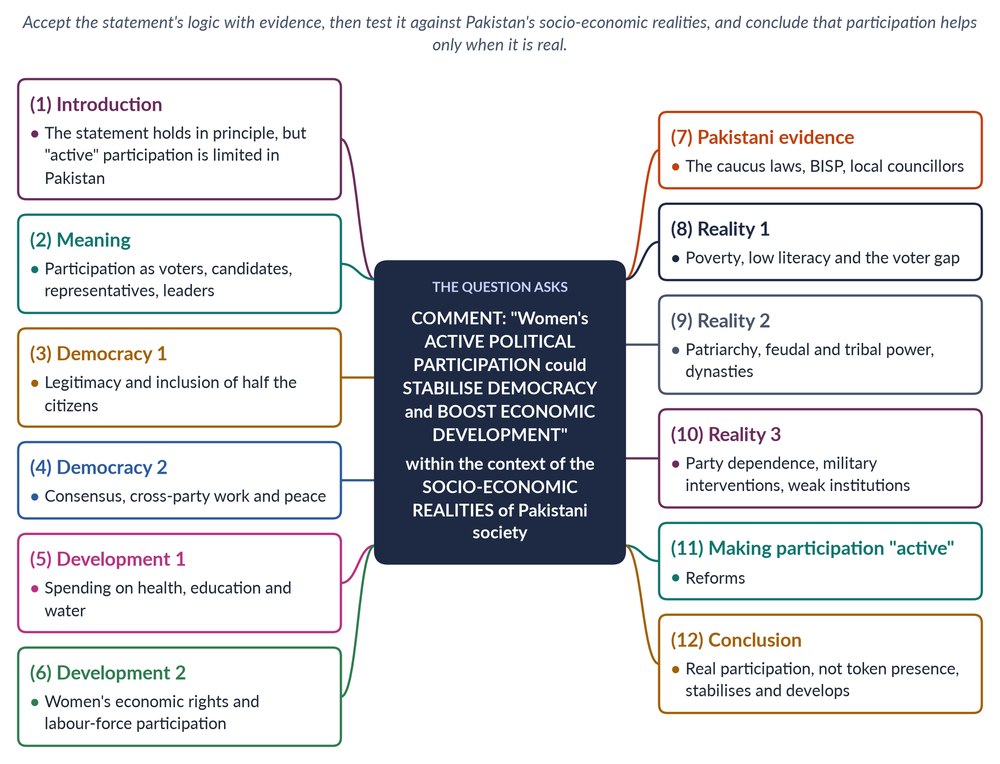 Accept the statement's logic with evidence, then test it against Pakistan's socio-economic realities, and conclude that participation helps
only when it is real.
(1) Introduction
• The statement holds in principle, but
"active" participation is limited in
Pakistan
(2) Meaning
• Participation as voters, candidates,
representatives, leaders
(3) Democracy 1
• Legitimacy and inclusion of half the
citizens
(4) Democracy 2
• Consensus, cross-party work and peace
(5) Development 1
• Spending on health, education and
water
(6) Development 2
• Women's economic rights and
labour-force participation
THE QUESTION ASKS
COMMENT: "Women's
ACTIVE POLITICAL
PARTICIPATION could
STABILISE DEMOCRACY
and BOOST ECONOMIC
DEVELOPMENT"
within the context of the
SOCIO-ECONOMIC
REALITIES of Pakistani
society
(7) Pakistani evidence
• The caucus laws, BISP, local councillors
(8) Reality 1
• Poverty, low literacy and the voter gap
(9) Reality 2
• Patriarchy, feudal and tribal power,
dynasties
(10) Reality 3
• Party dependence, military
interventions, weak institutions
(11) Making participation "active"
• Reforms
(12) Conclusion
• Real participation, not token presence,
stabilises and develops